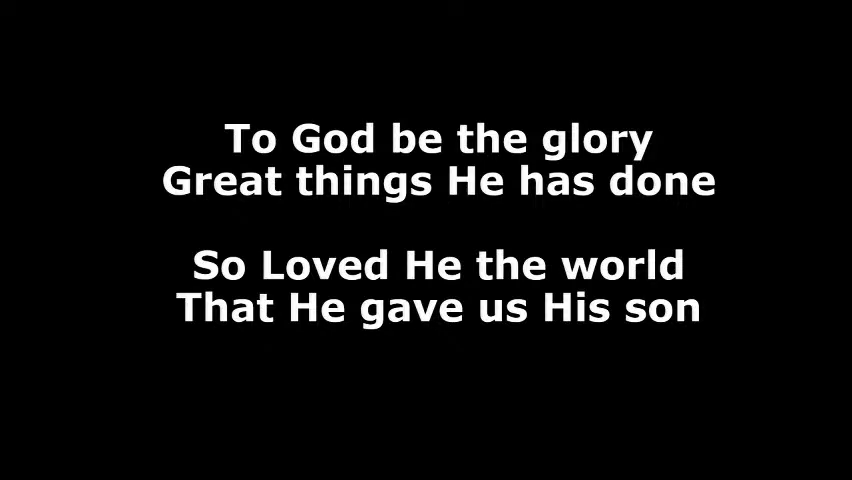 To God be the glory
Great things He has done
So Loved He the world
That He gave us His son